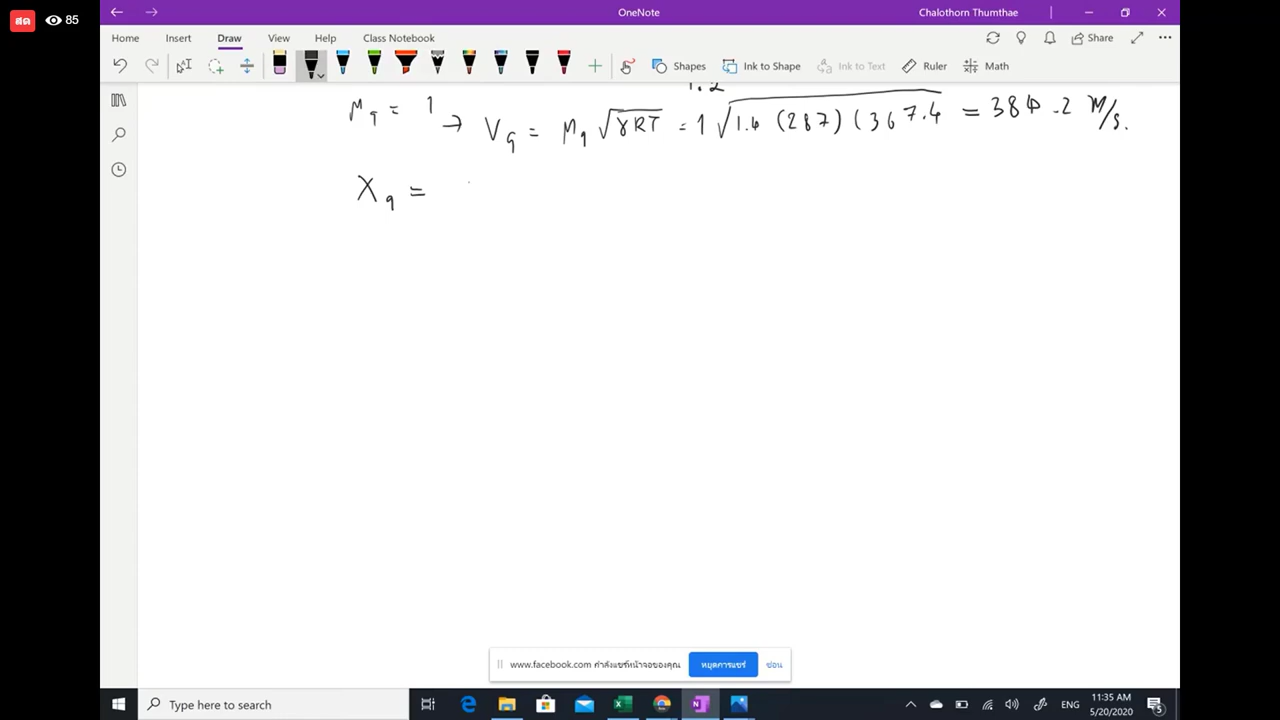 สด 85
OneNote
Chalothorn Thumthae
Home Insert Draw View Help Class Notebook
Share
Shapes Ink to Shape Ink to Text Ruler Math
1.2
M₉ = 1 → V₉ = M₉ √γRT = 1 √1.4 (287) (367.4 = 384.2 M/s.
X₉ =
www.facebook.com กำลังแชร์หน้าจอของคุณ หยุดการแชร์ ซ่อน
Type here to search
ENG
11:35 AM
5/20/2020
5